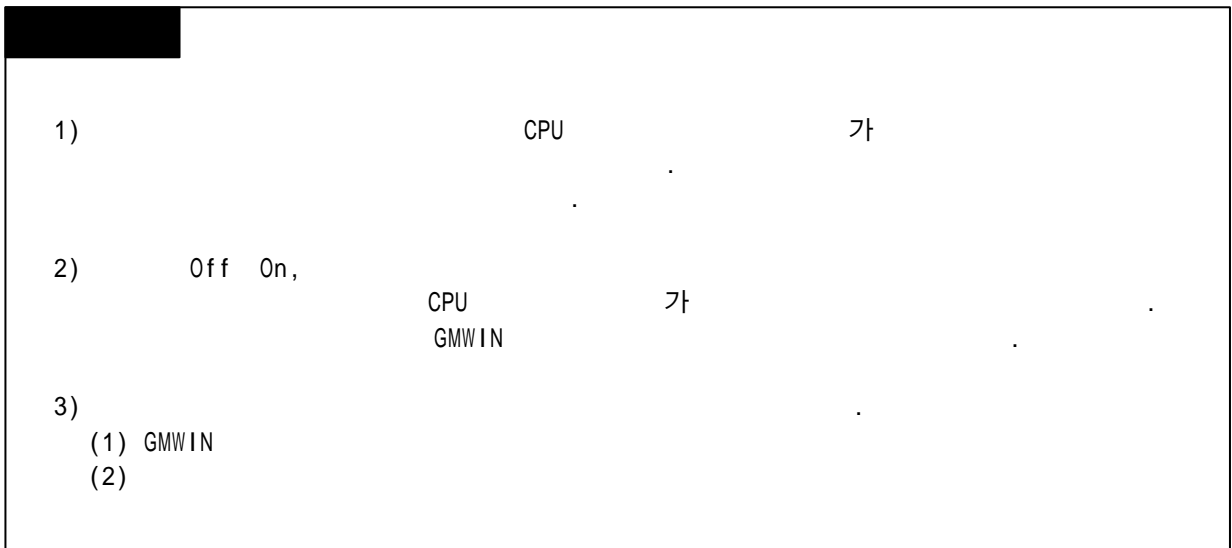 1) CPU 가
.
.
2) Off On,
CPU 가 .
GMWIN .
3) .
(1) GMWIN
(2)